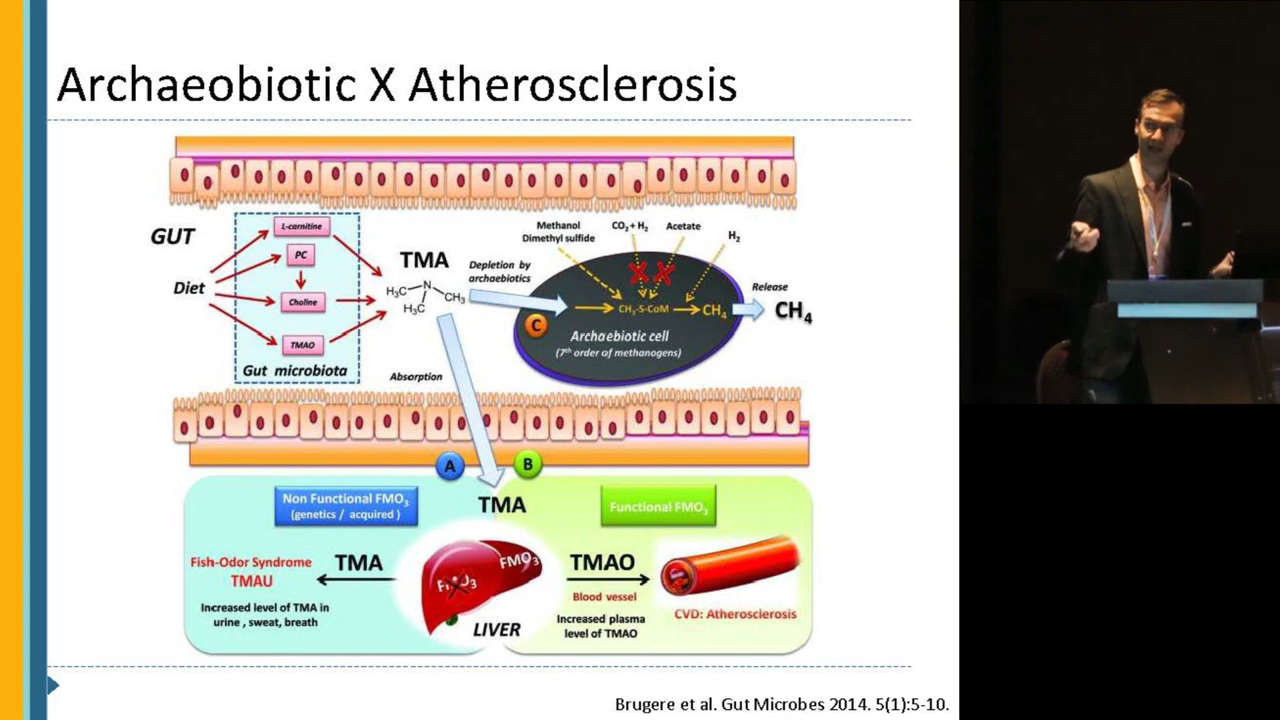 Archaeobiotic X Atherosclerosis
GUT
Diet
L-carnitine
PC
Choline
TMAO
Gut microbiota
TMA
H₃C
N
CH₃
H₃C
Depletion by
archaebiotics
Absorption
Methanol
Dimethyl sulfide
CO₂ + H₂
Acetate
H₂
C
CH₃-S-CoM
CH₄
Archaebiotic cell
(7th order of methanogens)
Release
CH₄
A
B
Non Functional FMO₃
(genetics / acquired )
TMA
Functional FMO₃
Fish-Odor Syndrome
TMAU
TMA
Increased level of TMA in
urine , sweat, breath
FMO₃
FMO₃
LIVER
TMAO
Blood vessel
Increased plasma
level of TMAO
CVD: Atherosclerosis
Brugere et al. Gut Microbes 2014. 5(1):5-10.